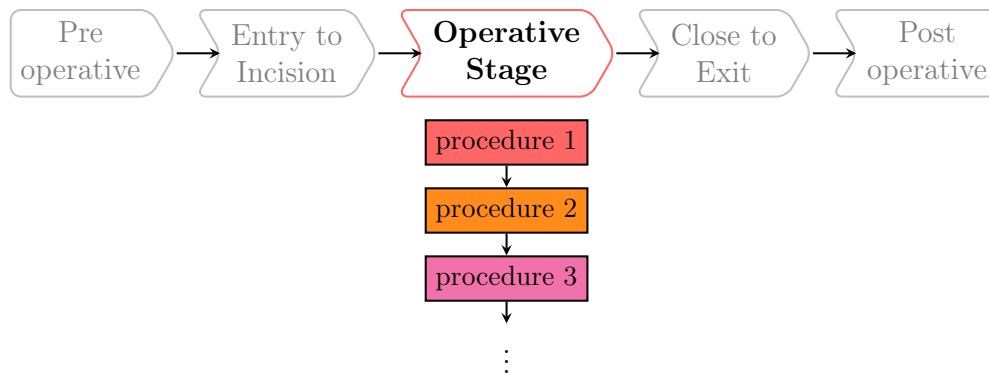 Pre
operative
Entry to
Incision
Operative
Stage
Close to
Exit
Post
operative
procedure 1
procedure 2
procedure 3
⋮